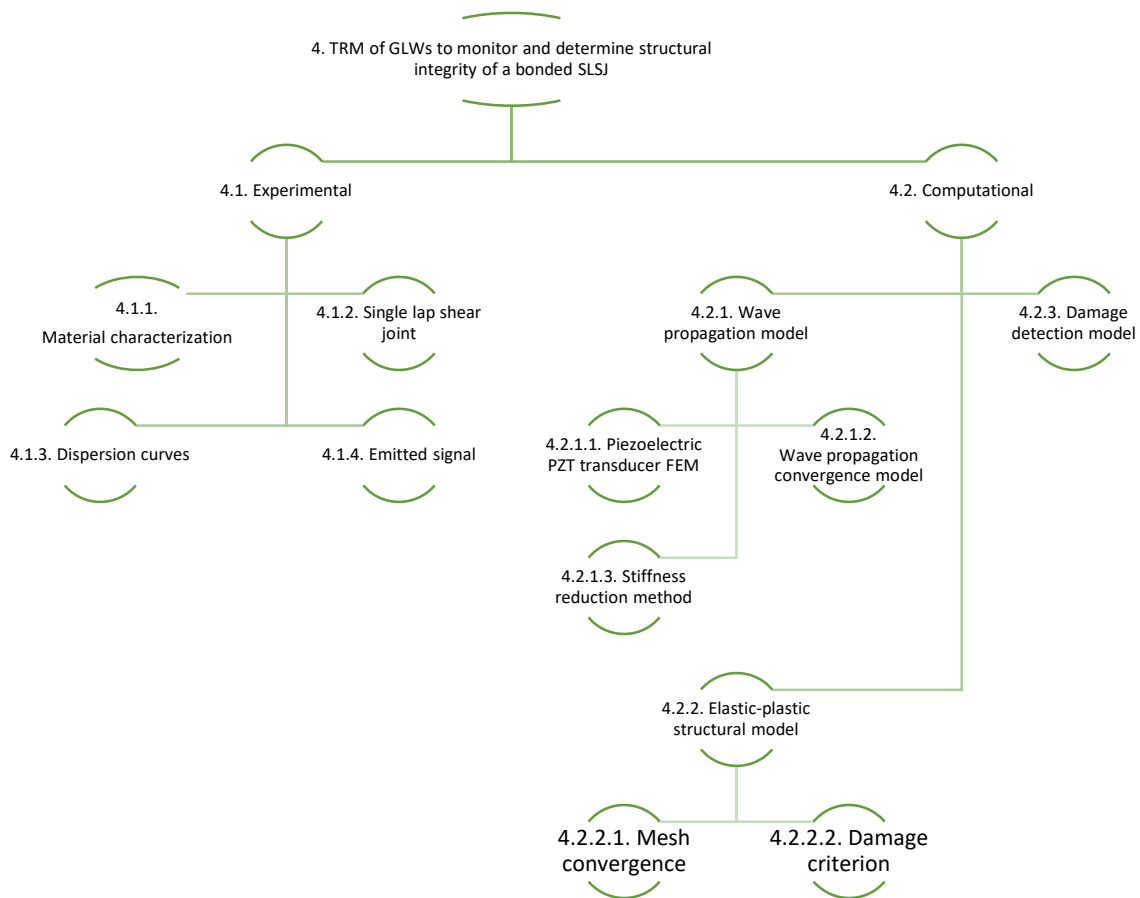 4. TRM of GLWs to monitor and determine structural
integrity of a bonded SLSJ
4.1. Experimental
4.2. Computational
4.1.1.
Material characterization
4.1.2. Single lap shear
joint
4.2.1. Wave
propagation model
4.2.3. Damage
detection model
4.1.3. Dispersion curves
4.1.4. Emitted signal
4.2.1.1. Piezoelectric
PZT transducer FEM
4.2.1.2.
Wave propagation
convergence model
4.2.1.3. Stiffness
reduction method
4.2.2. Elastic-plastic
structural model
4.2.2.1. Mesh
convergence
4.2.2.2. Damage
criterion